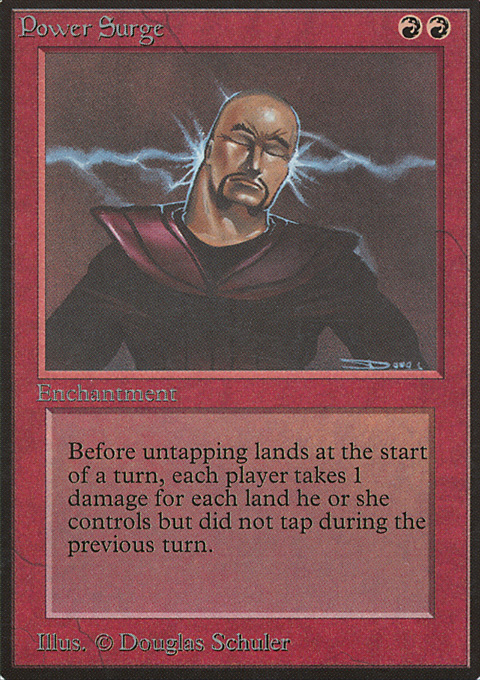 Power Surge
Enchantment
Before untapping lands at the start
of a turn, each player takes 1
damage for each land he or she
controls but did not tap during the
previous turn.
Illus. © Douglas Schuler